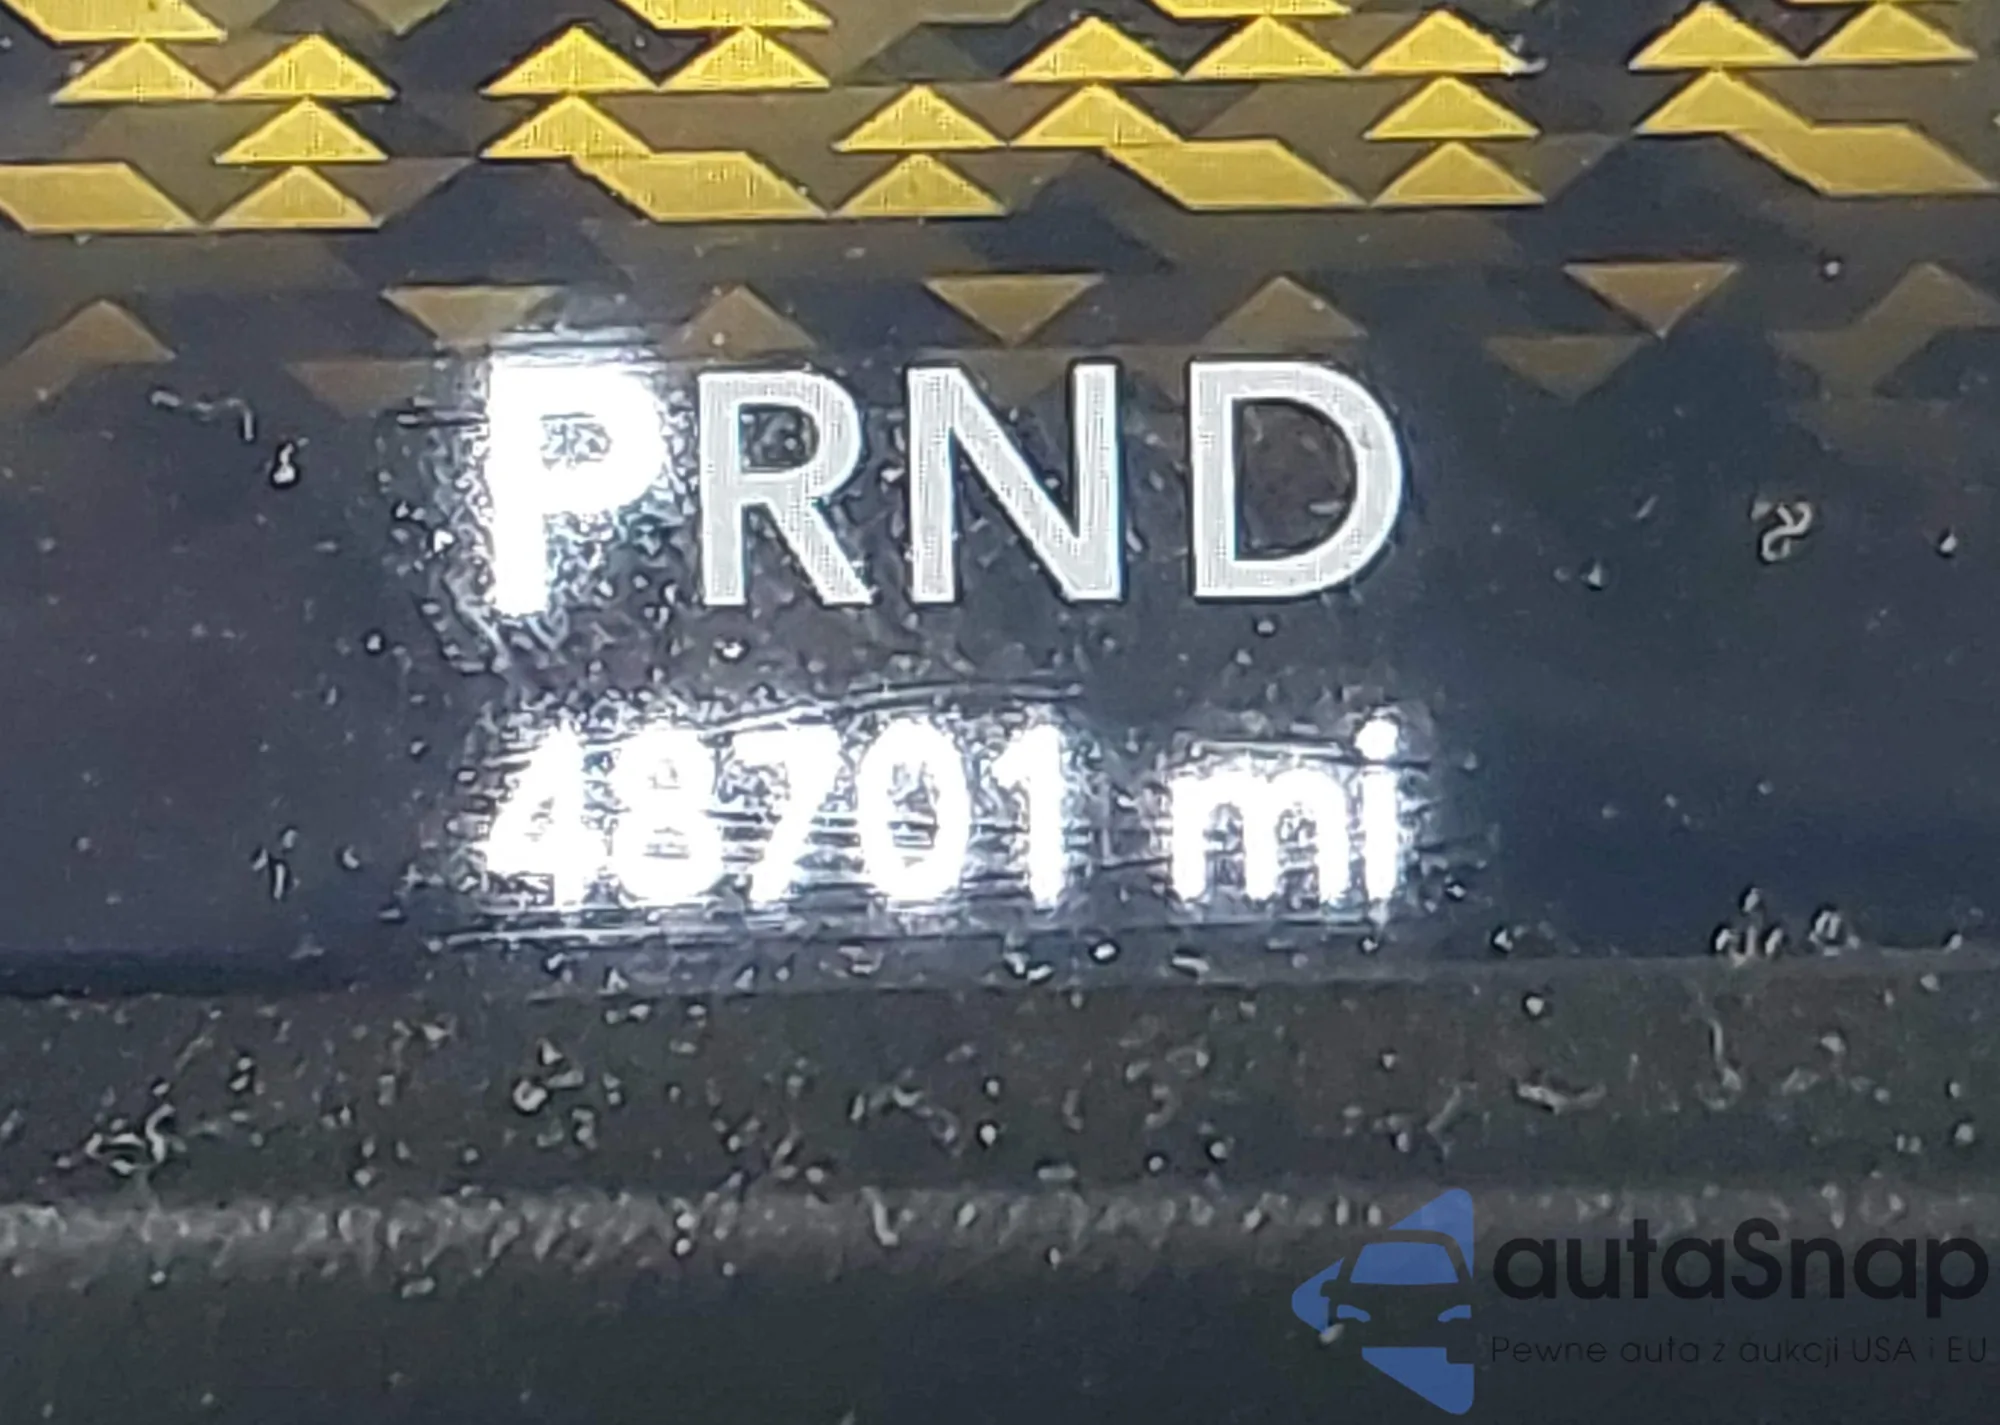 PRND
48701 mi
autaSnap
Pewne auta z aukcji USA i EU